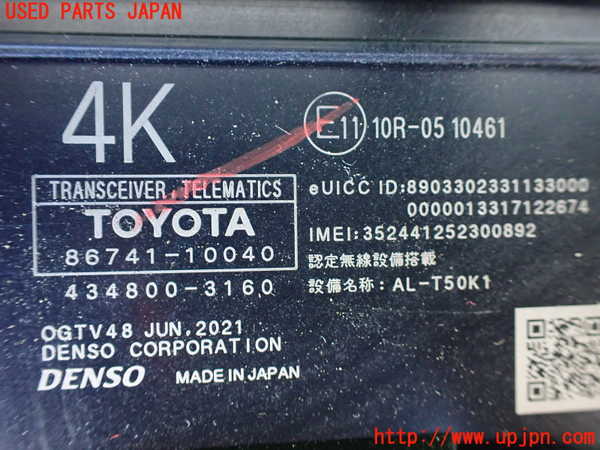 USED PARTS JAPAN
4K
E11 10R-05 10461
TRANSCEIVER, TELEMATICS
TOYOTA
86741-10040
434800-3160
eUICC ID:8903302331133000
0000013317122674
IMEI:352441252300892
認定無線設備搭載
設備名称: AL-T50K1
OGTV48 JUN.2021
DENSO CORPORATION
DENSO MADE IN JAPAN
http://www.upjpn.com